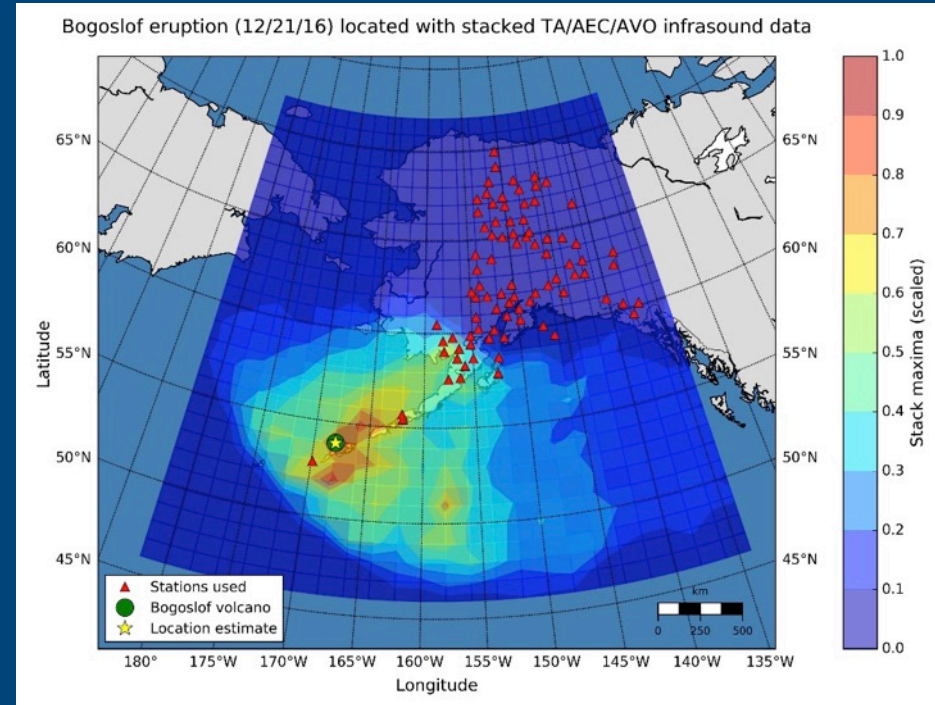 Bogoslof eruption (12/21/16) located with stacked TA/AEC/AVO infrasound data
65°N
60°N
55°N
50°N
45°N
Latitude
65°N
60°N
55°N
50°N
45°N
180°
175°W
170°W
165°W
160°W
155°W
150°W
145°W
140°W
135°W
Longitude
Stations used
Bogoslof volcano
Location estimate
km
0 250 500
1.0
0.9
0.8
0.7
0.6
0.5
0.4
0.3
0.2
0.1
0.0
Stack maxima (scaled)